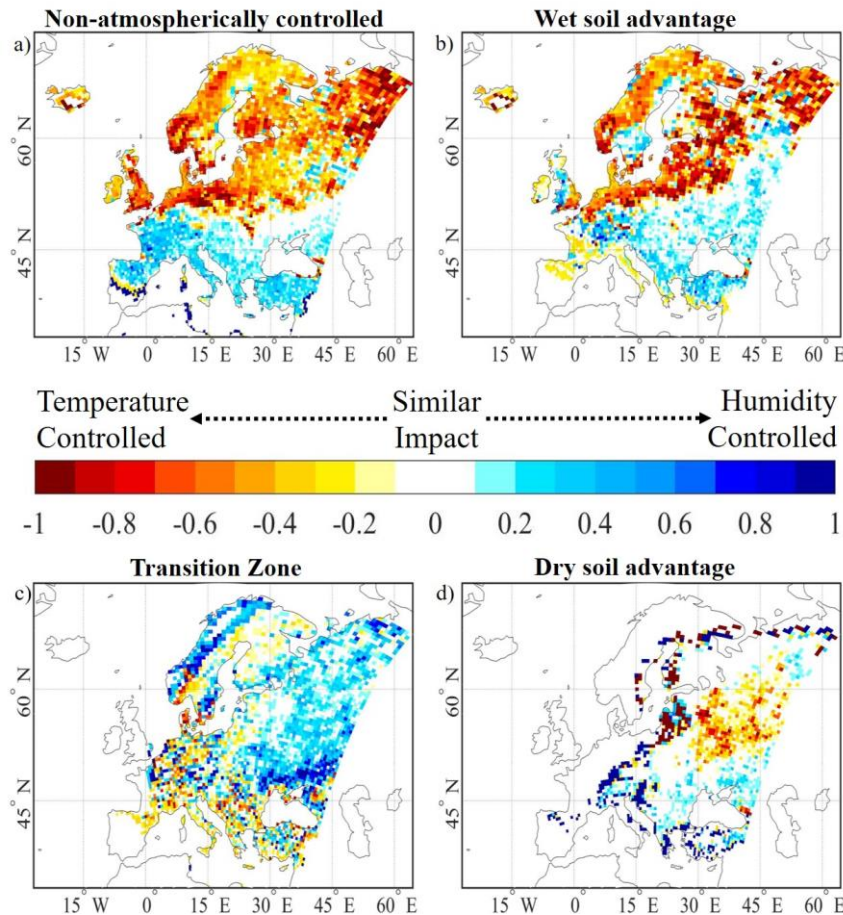 Non-atmospherically controlled
Wet soil advantage
a)
b)
60° N
45° N
60° N
45° N
15° W 0° 15° E 30° E 45° E 60° E
15° W 0° 15° E 30° E 45° E 60° E
Temperature Controlled
Similar Impact
Humidity Controlled
-1 -0.8 -0.6 -0.4 -0.2 0 0.2 0.4 0.6 0.8 1
Transition Zone
Dry soil advantage
c)
d)
60° N
45° N
60° N
45° N
15° W 0° 15° E 30° E 45° E 60° E
15° W 0° 15° E 30° E 45° E 60° E